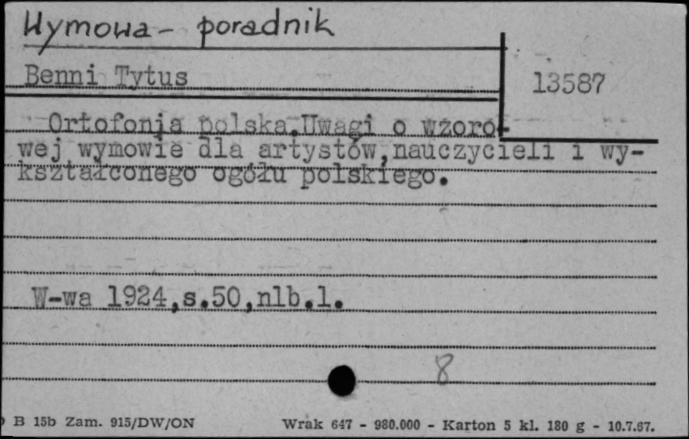 Wymowa - poradnik
Benni Tytus
13587
Ortofonja polska.Uwagi o wzoro-
wej wymowie dla artystów,nauczycieli i wy-
kształconego ogółu polskiego.
W-wa 1924,s.50,nlb.1.
8
B 15b Zam. 915/DW/ON Wrak 647 - 980.000 - Karton 5 kl. 180 g - 10.7.67.